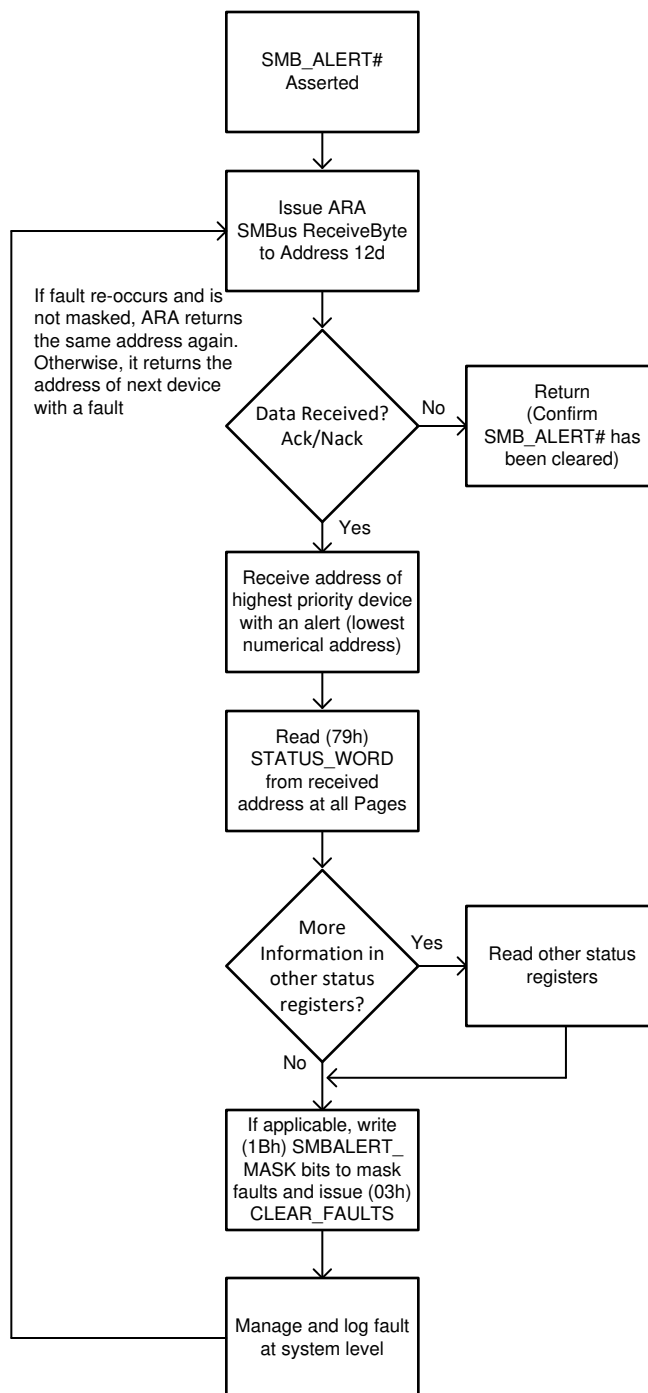 SMB_ALERT#
Asserted
Issue ARA
SMBus ReceiveByte
to Address 12d
If fault re-occurs and is
not masked, ARA returns
the same address again.
Otherwise, it returns the
address of next device
with a fault
Data Received?
Ack/Nack
No
Return
(Confirm
SMB_ALERT# has
been cleared)
Yes
Receive address of
highest priority device
with an alert (lowest
numerical address)
Read (79h)
STATUS_WORD
from received
address at all Pages
More
Information in
other status
registers?
Yes
Read other status
registers
No
If applicable, write
(1Bh) SMBALERT_
MASK bits to mask
faults and issue (03h)
CLEAR_FAULTS
Manage and log fault
at system level